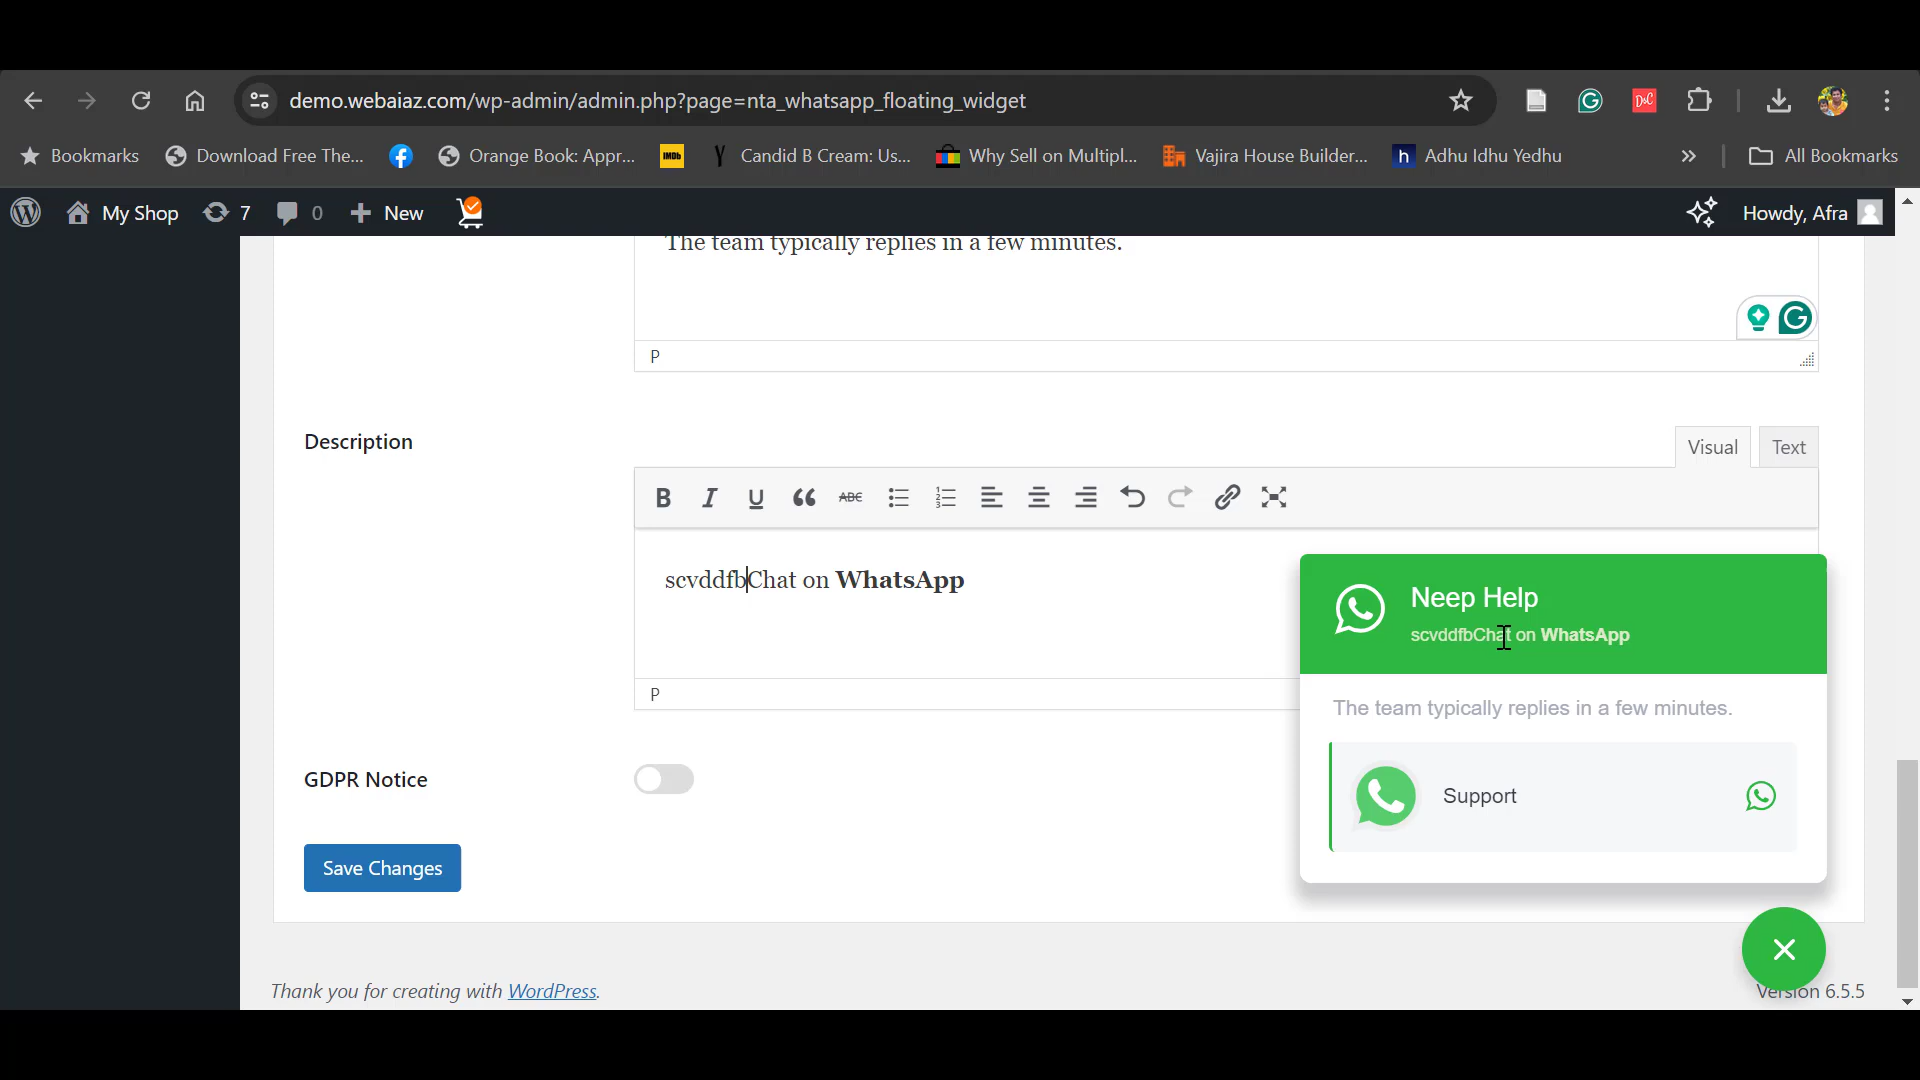 demo.webaiaz.com/wp-admin/admin.php?page=nta_whatsapp_floating_widget
Bookmarks Download Free The... Orange Book: Appr... IMDb Candid B Cream: Us... Why Sell on Multipl... Vajira House Builder... h Adhu Idhu Yedhu » All Bookmarks
My Shop 7 0 New Howdy, Afra
The team typically replies in a few minutes.
P
Description Visual Text
B I U ABC
scvddfbChat on WhatsApp
P
Neep Help
scvddfbChat on WhatsApp
The team typically replies in a few minutes.
Support
GDPR Notice
Save Changes
Thank you for creating with WordPress.
Version 6.5.5